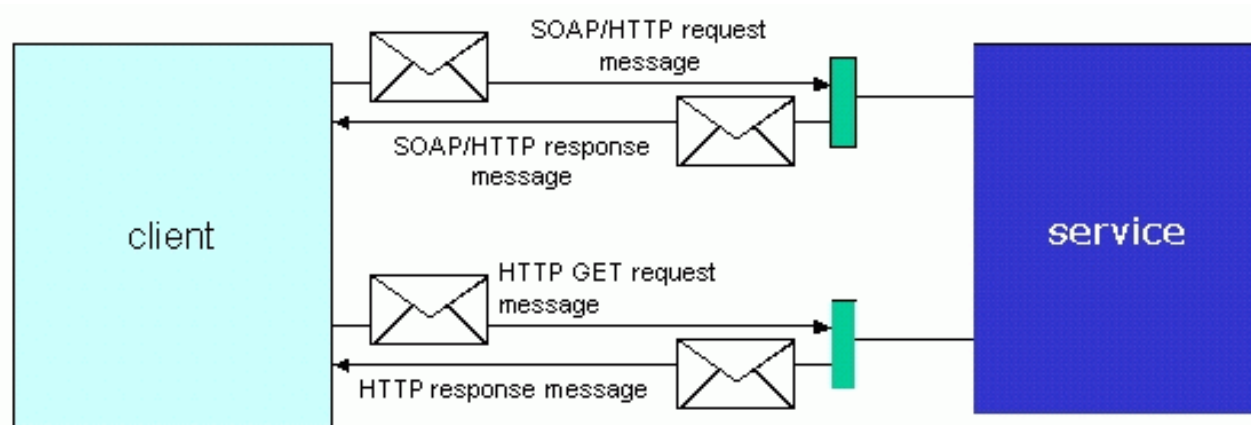 SOAP/HTTP request
message
SOAP/HTTP response
message
client
service
HTTP GET request
message
HTTP response message